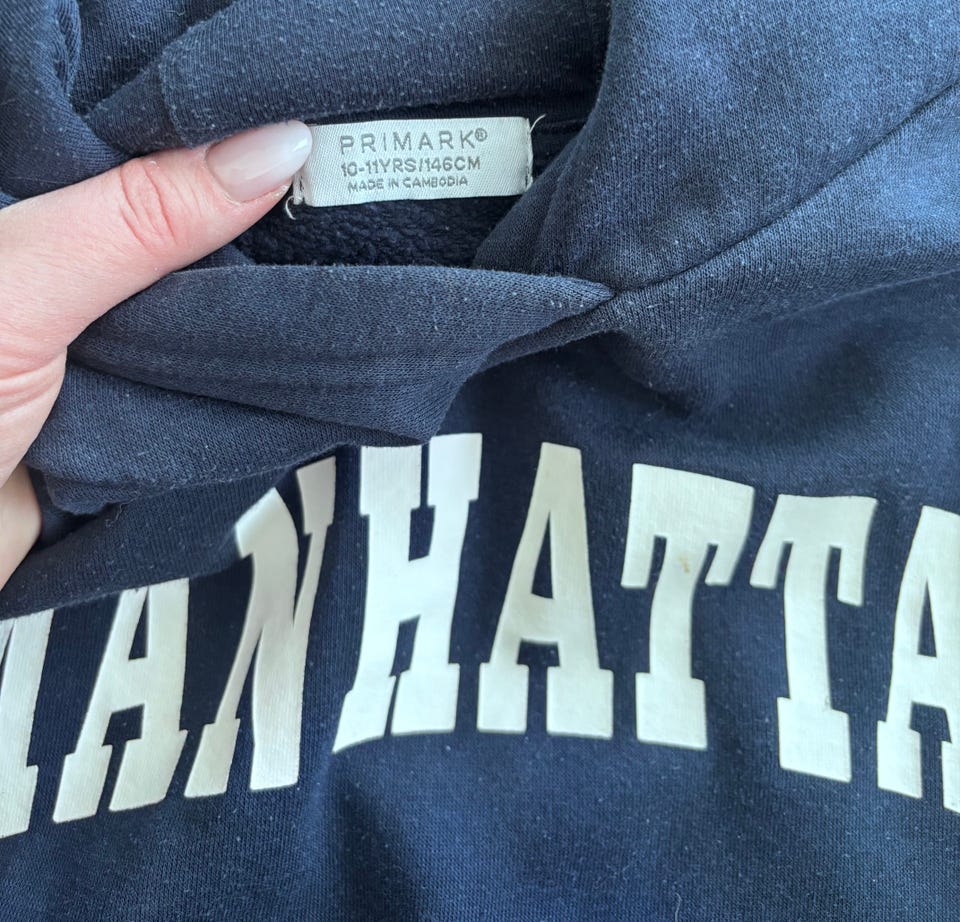 PRIMARK®
10-11YRS/146CM
MADE IN CAMBODIA
MANHATTA